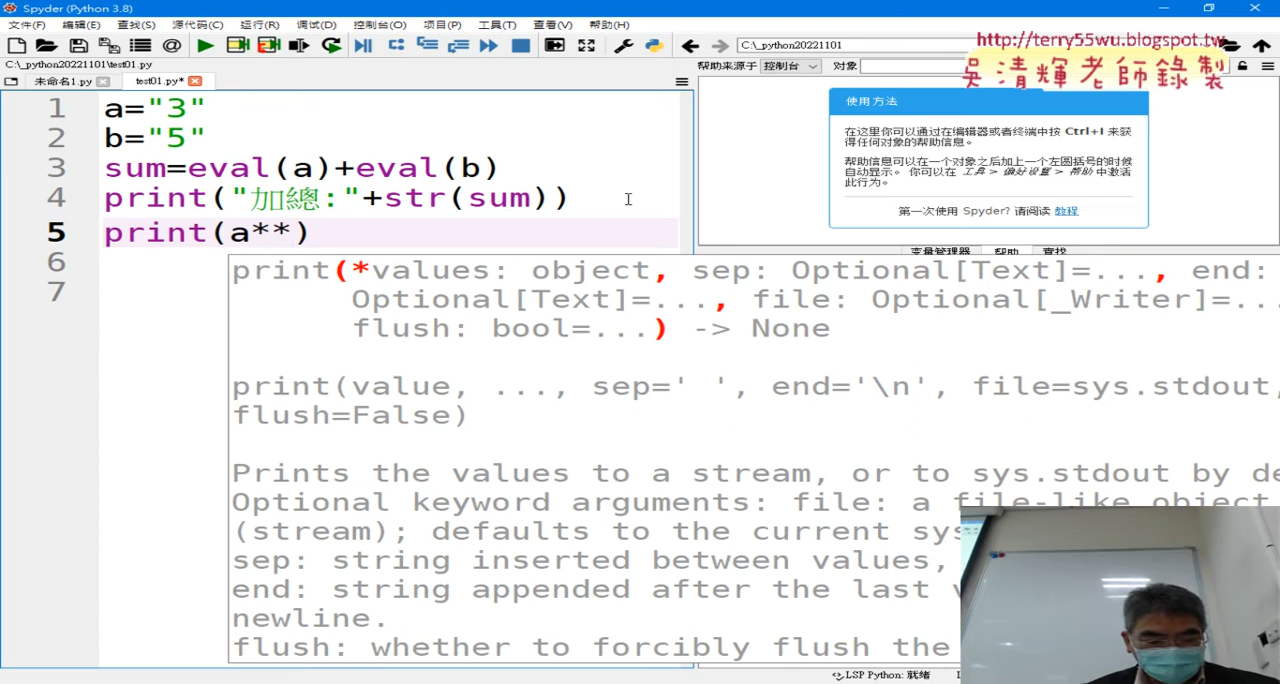 Spyder (Python 3.8)
文件(F) 编辑(E) 查找(S) 源代码(C) 运行(R) 调试(D) 控制台(O) 项目(P) 工具(T) 查看(V) 帮助(H)
C:\_python20221101
http://terry55wu.blogspot.tw
吳清輝老師錄製
C:\_python20221101\test01.py
帮助来源于 控制台 对象
未命名1.py test01.py*
1 a="3"
2 b="5"
3 sum=eval(a)+eval(b)
4 print("加總:"+str(sum))
5 print(a**)
6
7
使用方法
在这里你可以通过在编辑器或者终端中按 Ctrl+I 来获
得任何对象的帮助信息。
帮助信息可以在一个对象之后加上一个左圆括号的时候
自动显示。 你可以在 工具 > 偏好设置 > 帮助 中激活
此行为。
第一次使用 Spyder? 请阅读 教程
变量管理器 帮助 查找
print(*values: object, sep: Optional[Text]=..., end:
Optional[Text]=..., file: Optional[_Writer]=...
flush: bool=...) -> None
print(value, ..., sep=' ', end='\n', file=sys.stdout,
flush=False)
Prints the values to a stream, or to sys.stdout by de
Optional keyword arguments: file: a file-like object
(stream); defaults to the current sys
sep: string inserted between values,
end: string appended after the last
newline.
flush: whether to forcibly flush the
LSP Python: 就绪